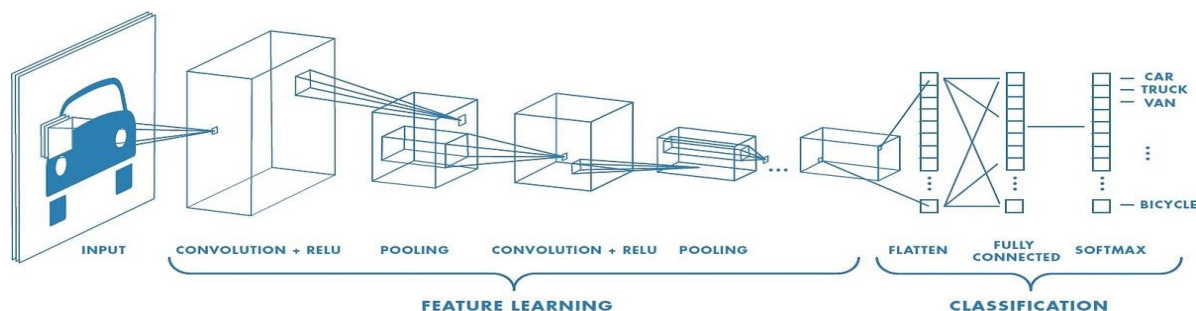 CAR
TRUCK
VAN
BICYCLE
INPUT
CONVOLUTION + RELU
POOLING
CONVOLUTION + RELU
POOLING
FLATTEN
FULLY
CONNECTED
SOFTMAX
FEATURE LEARNING
CLASSIFICATION